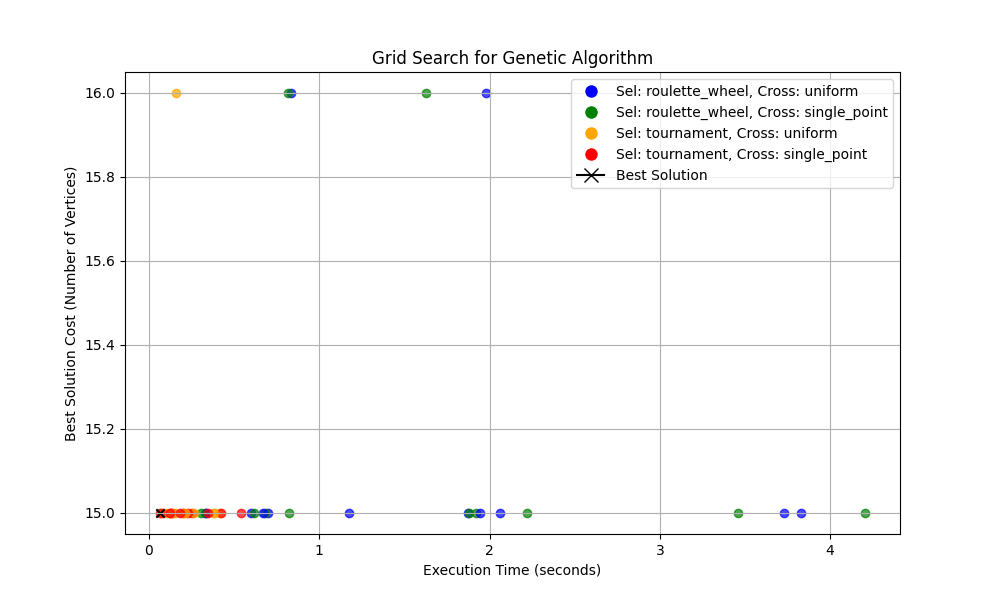 Grid Search for Genetic Algorithm
Best Solution Cost (Number of Vertices)
16.0
15.8
15.6
15.4
15.2
15.0
Sel: roulette_wheel, Cross: uniform
Sel: roulette_wheel, Cross: single_point
Sel: tournament, Cross: uniform
Sel: tournament, Cross: single_point
Best Solution
0 1 2 3 4
Execution Time (seconds)